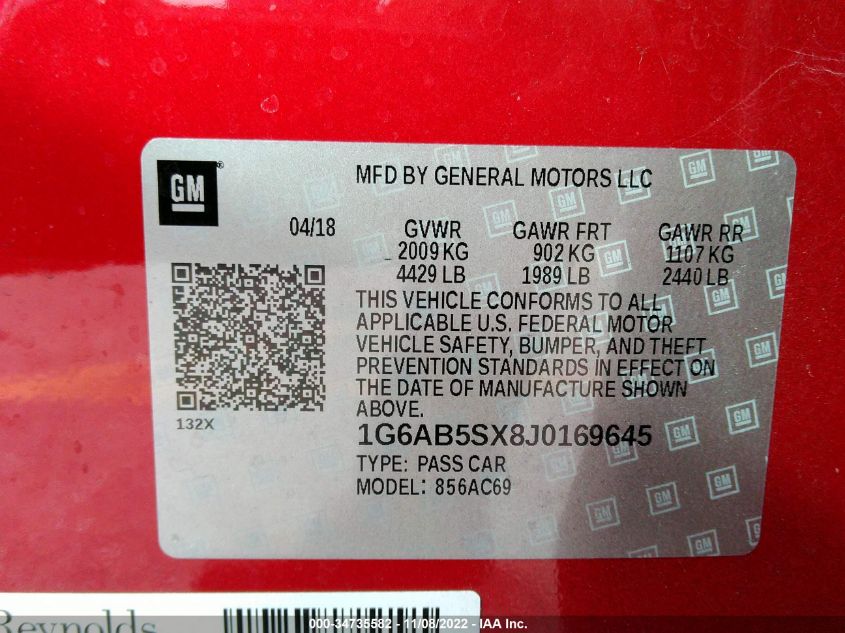 GM
®
MFD BY GENERAL MOTORS LLC
04/18
GVWR GAWR FRT GAWR RR
2009 KG 902 KG 1107 KG
4429 LB 1989 LB 2440 LB
THIS VEHICLE CONFORMS TO ALL
APPLICABLE U.S. FEDERAL MOTOR
VEHICLE SAFETY, BUMPER, AND THEFT
PREVENTION STANDARDS IN EFFECT ON
THE DATE OF MANUFACTURE SHOWN
ABOVE.
132X
1G6AB5SX8J0169645
TYPE: PASS CAR
MODEL: 856AC69
Reynolds
000-34735582 - 11/08/2022 - IAA Inc.